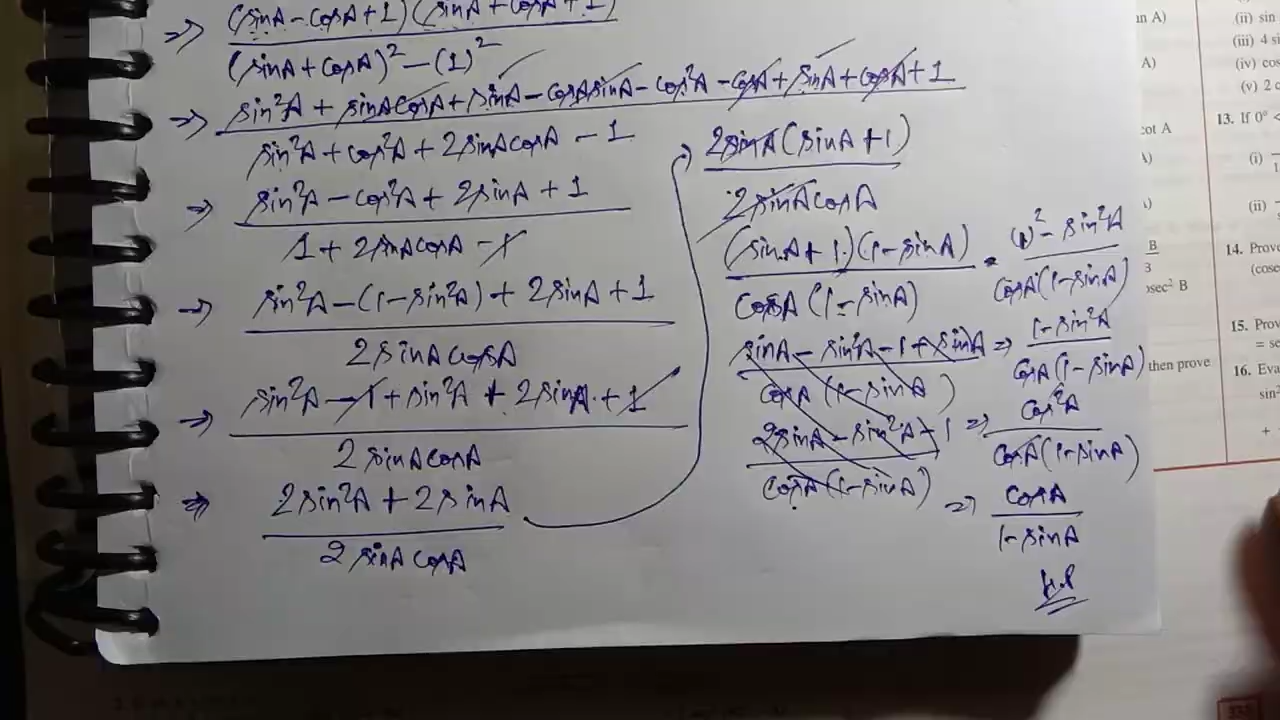 => (sinA - cosA + 1)(sinA + cosA + 1)
(sinA + cosA)² - (1)²
=> sin²A + sinAcosA + sinA - cosAsinA - cos²A - cosA + sinA + cosA + 1
sin²A + cos²A + 2sinAcosA - 1
=> sin²A - cos²A + 2sinA + 1
1 + 2sinAcosA - 1
=> sin²A - (1 - sin²A) + 2sinA + 1
2sinAcosA
=> sin²A - 1 + sin²A + 2sinA + 1
2sinAcosA
=> 2sin²A + 2sinA
2sinAcosA
2sinA(sinA + 1)
2sinAcosA
(sinA + 1)(1 - sinA)
cosA(1 - sinA)
sinA - sin²A - 1 + sinA
cosA(1 - sinA)
2sinA - sin²A - 1
cosA(1 - sinA)
= (1)² - sin²A
cosA(1 - sinA)
=> 1 - sin²A
cosA(1 - sinA)
=> cos²A
cosA(1 - sinA)
=> cosA
1 - sinA
H.P
in A)
A)
cot A
A)
)
B
3
osec² B
then prove
(ii) sin
(iii) 4 si
(iv) cos
(v) 2 c
13. If 0° <
(i)
(ii)
14. Prove
(cose
15. Prov
= se
16. Eva
sin²
+